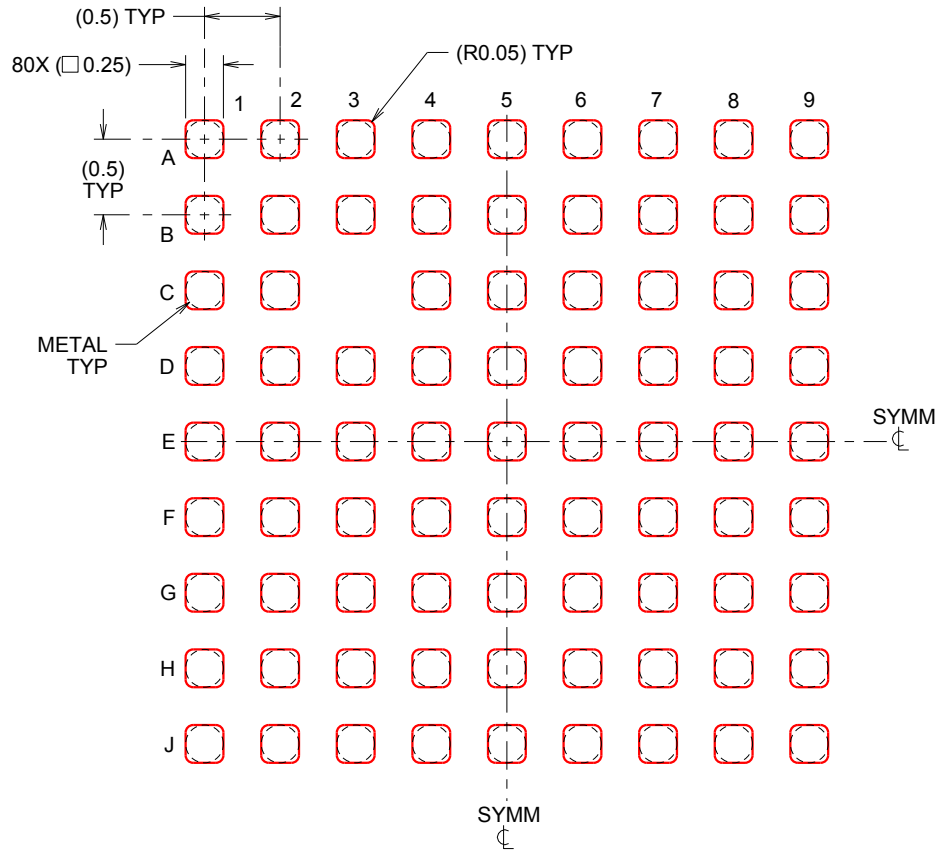 (0.5) TYP
(R0.05) TYP
80X (□ 0.25)
1 2 3 4 5 6 7 8 9
A
(0.5)
TYP
B
C
METAL
TYP
D
SYMM
℄
E
F
G
H
J
SYMM
℄